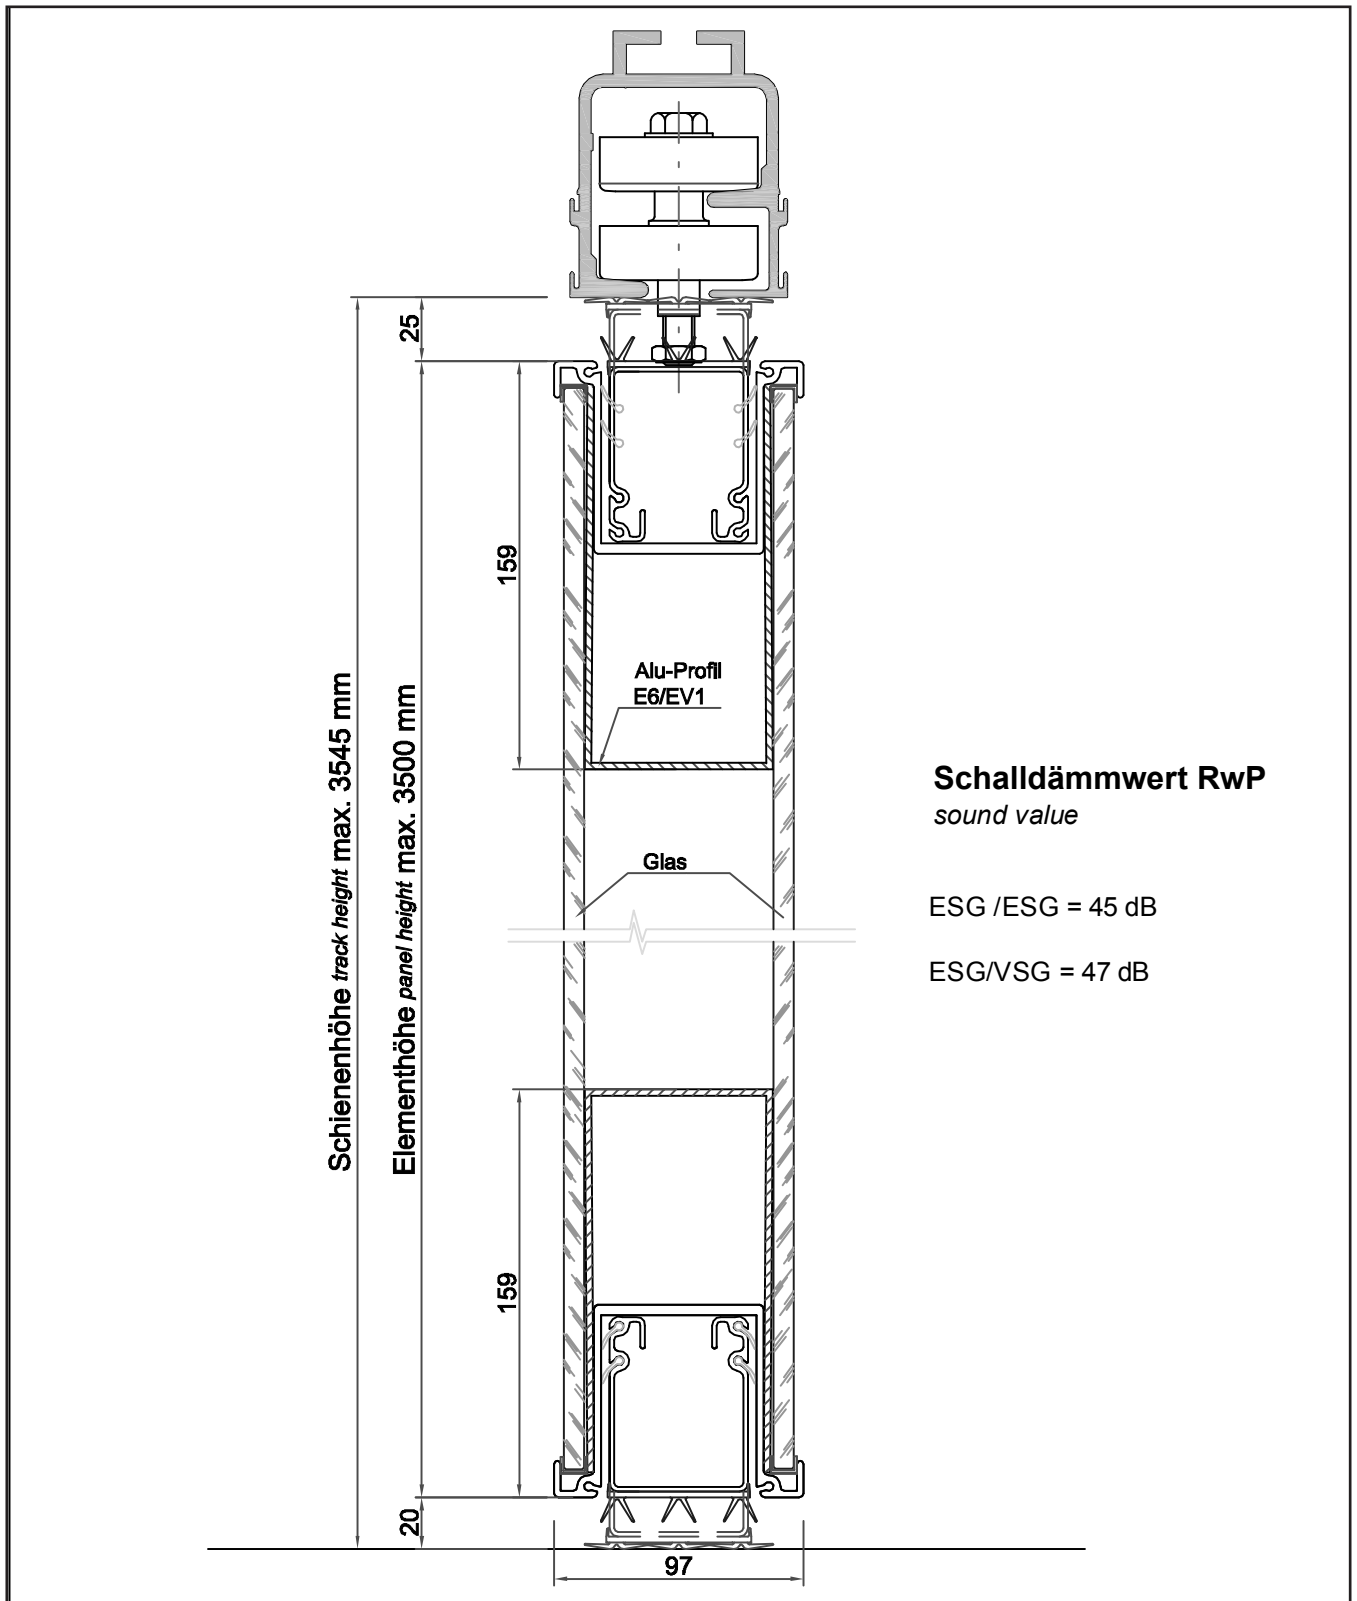 25
159
Alu-Profil
E6/EV1
Schienenhöhe track height max. 3545 mm
Elementhöhe panel height max. 3500 mm
Schalldämmwert RwP
sound value
Glas
ESG /ESG = 45 dB
ESG/VSG = 47 dB
159
20
97